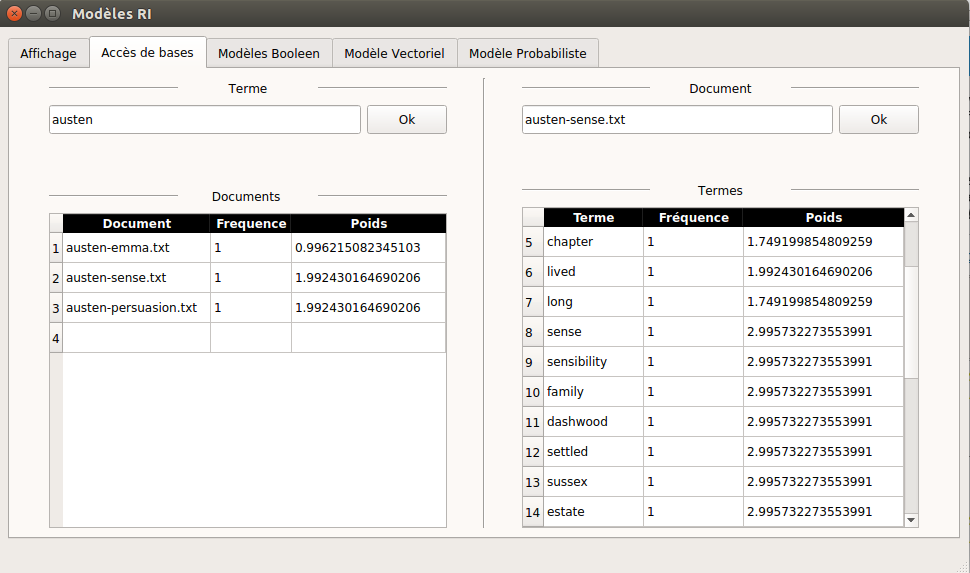 Modèles RI
Affichage
Accès de bases
Modèles Booleen
Modèle Vectoriel
Modèle Probabiliste
Terme
austen
Ok
Documents
Document Frequence Poids
1 austen-emma.txt 1 0.996215082345103
2 austen-sense.txt 1 1.992430164690206
3 austen-persuasion.txt 1 1.992430164690206
4
Document
austen-sense.txt
Ok
Termes
Terme Fréquence Poids
5 chapter 1 1.749199854809259
6 lived 1 1.992430164690206
7 long 1 1.749199854809259
8 sense 1 2.995732273553991
9 sensibility 1 2.995732273553991
10 family 1 2.995732273553991
11 dashwood 1 2.995732273553991
12 settled 1 2.995732273553991
13 sussex 1 2.995732273553991
14 estate 1 2.995732273553991